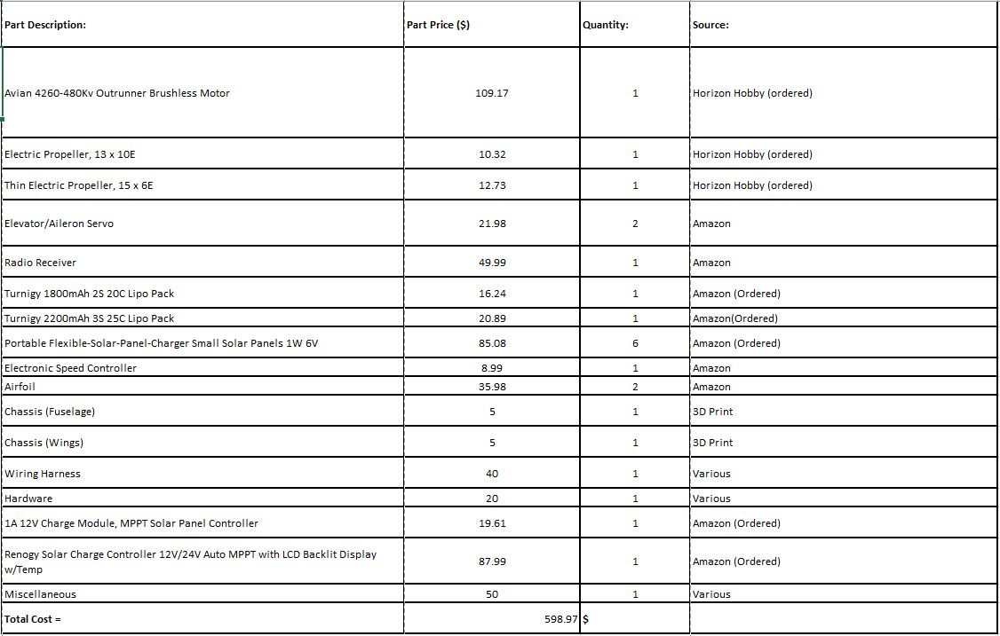 Part Description: Part Price ($) Quantity: Source:
Avian 4260-480Kv Outrunner Brushless Motor 109.17 1 Horizon Hobby (ordered)
Electric Propeller, 13 x 10E 10.32 1 Horizon Hobby (ordered)
Thin Electric Propeller, 15 x 6E 12.73 1 Horizon Hobby (ordered)
Elevator/Aileron Servo 21.98 2 Amazon
Radio Receiver 49.99 1 Amazon
Turnigy 1800mAh 2S 20C Lipo Pack 16.24 1 Amazon (Ordered)
Turnigy 2200mAh 3S 25C Lipo Pack 20.89 1 Amazon(Ordered)
Portable Flexible-Solar-Panel-Charger Small Solar Panels 1W 6V 85.08 6 Amazon (Ordered)
Electronic Speed Controller 8.99 1 Amazon
Airfoil 35.98 2 Amazon
Chassis (Fuselage) 5 1 3D Print
Chassis (Wings) 5 1 3D Print
Wiring Harness 40 1 Various
Hardware 20 1 Various
1A 12V Charge Module, MPPT Solar Panel Controller 19.61 1 Amazon (Ordered)
Renogy Solar Charge Controller 12V/24V Auto MPPT with LCD Backlit Display
w/Temp 87.99 1 Amazon (Ordered)
Miscellaneous 50 1 Various
Total Cost = 598.97 $